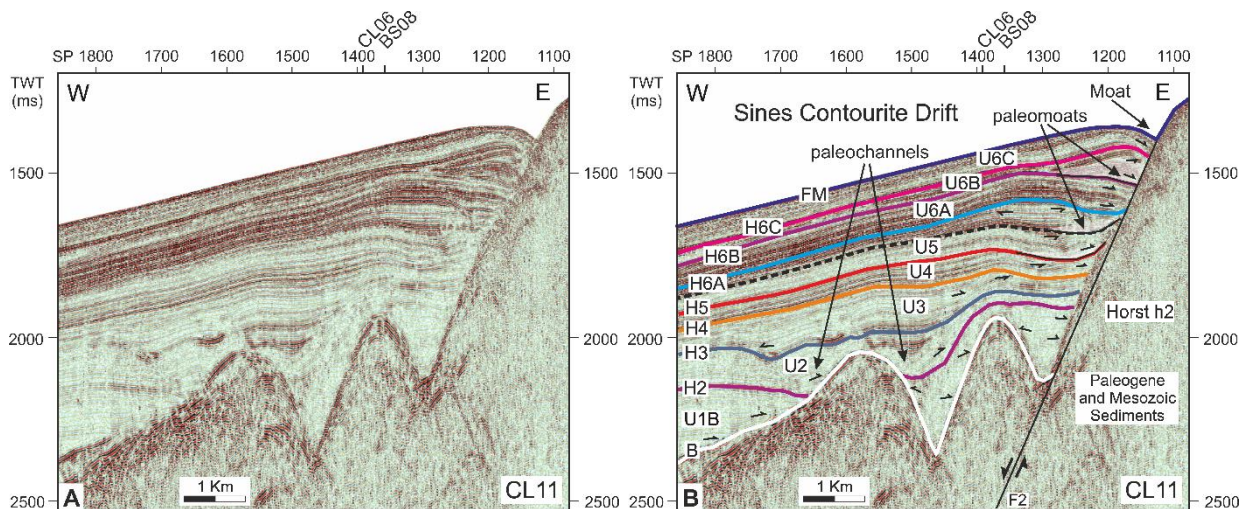 CL06
BS08
SP 1800 1700 1600 1500 1400 1300 1200
TWT
(ms)
W
E
1500
2000
2500
A
1 Km
CL11
1500
2000
2500
CL06
BS08
SP 1800 1700 1600 1500 1400 1300 1200
TWT
(ms)
W
E
Moat
Sines Contourite Drift
paleomoats
paleochannels
U6C
FM
U6B
H6C
U6A
H6B
U5
H6A
U4
H5
U3
H4
Horst h2
H3
U2
H2
Paleogene
and Mesozoic
Sediments
U1B
B
1500
2000
2500
B
1 Km
F2
CL11